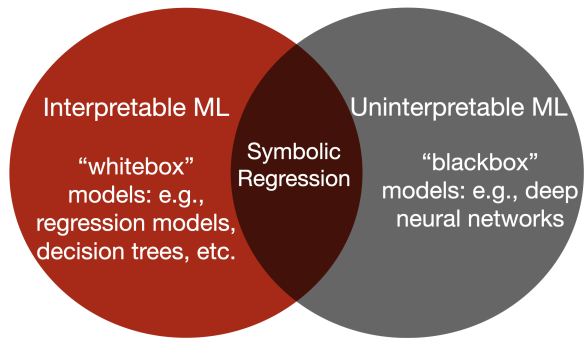 Interpretable ML
“whitebox”
models: e.g.,
regression models,
decision trees, etc.
Symbolic
Regression
Uninterpretable ML
“blackbox”
models: e.g., deep
neural networks